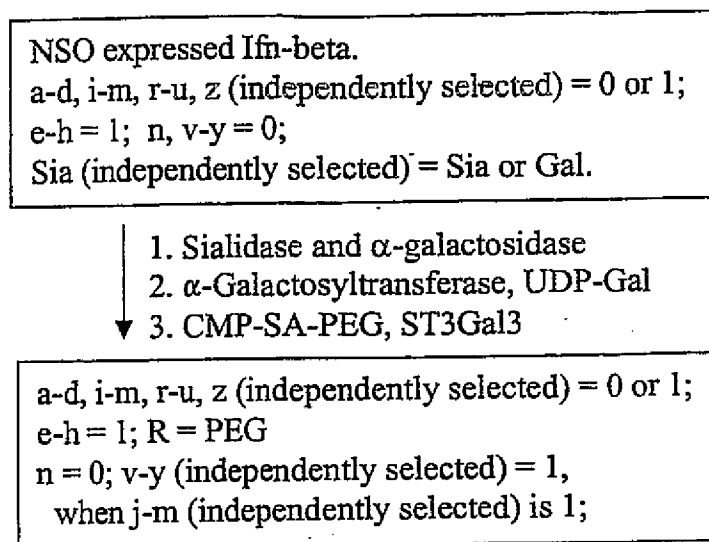 NSO expressed Ifn-beta.
a-d, i-m, r-u, z (independently selected) = 0 or 1;
e-h = 1; n, v-y = 0;
Sia (independently selected) = Sia or Gal.
1. Sialidase and α-galactosidase
2. α-Galactosyltransferase, UDP-Gal
3. CMP-SA-PEG, ST3Gal3
a-d, i-m, r-u, z (independently selected) = 0 or 1;
e-h = 1; R = PEG
n = 0; v-y (independently selected) = 1,
when j-m (independently selected) is 1;